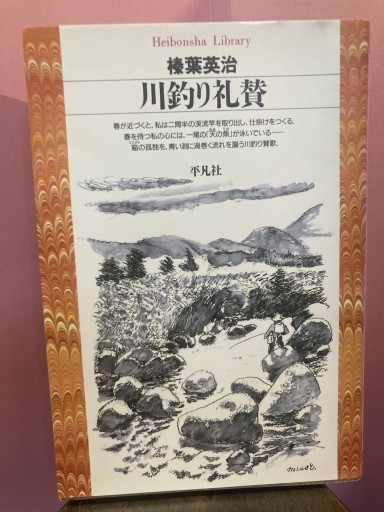 Heibonsha Library
榛葉英治
川釣り礼賛
春が近づくと、私は二間半の渓流竿を取り出し、仕掛けをつくる。
春を待つ私の心には、一尾の「天の魚」が泳いでいる――
の孤独を、青い淵に渦巻く流れを謳う川釣り賛歌。
平凡社